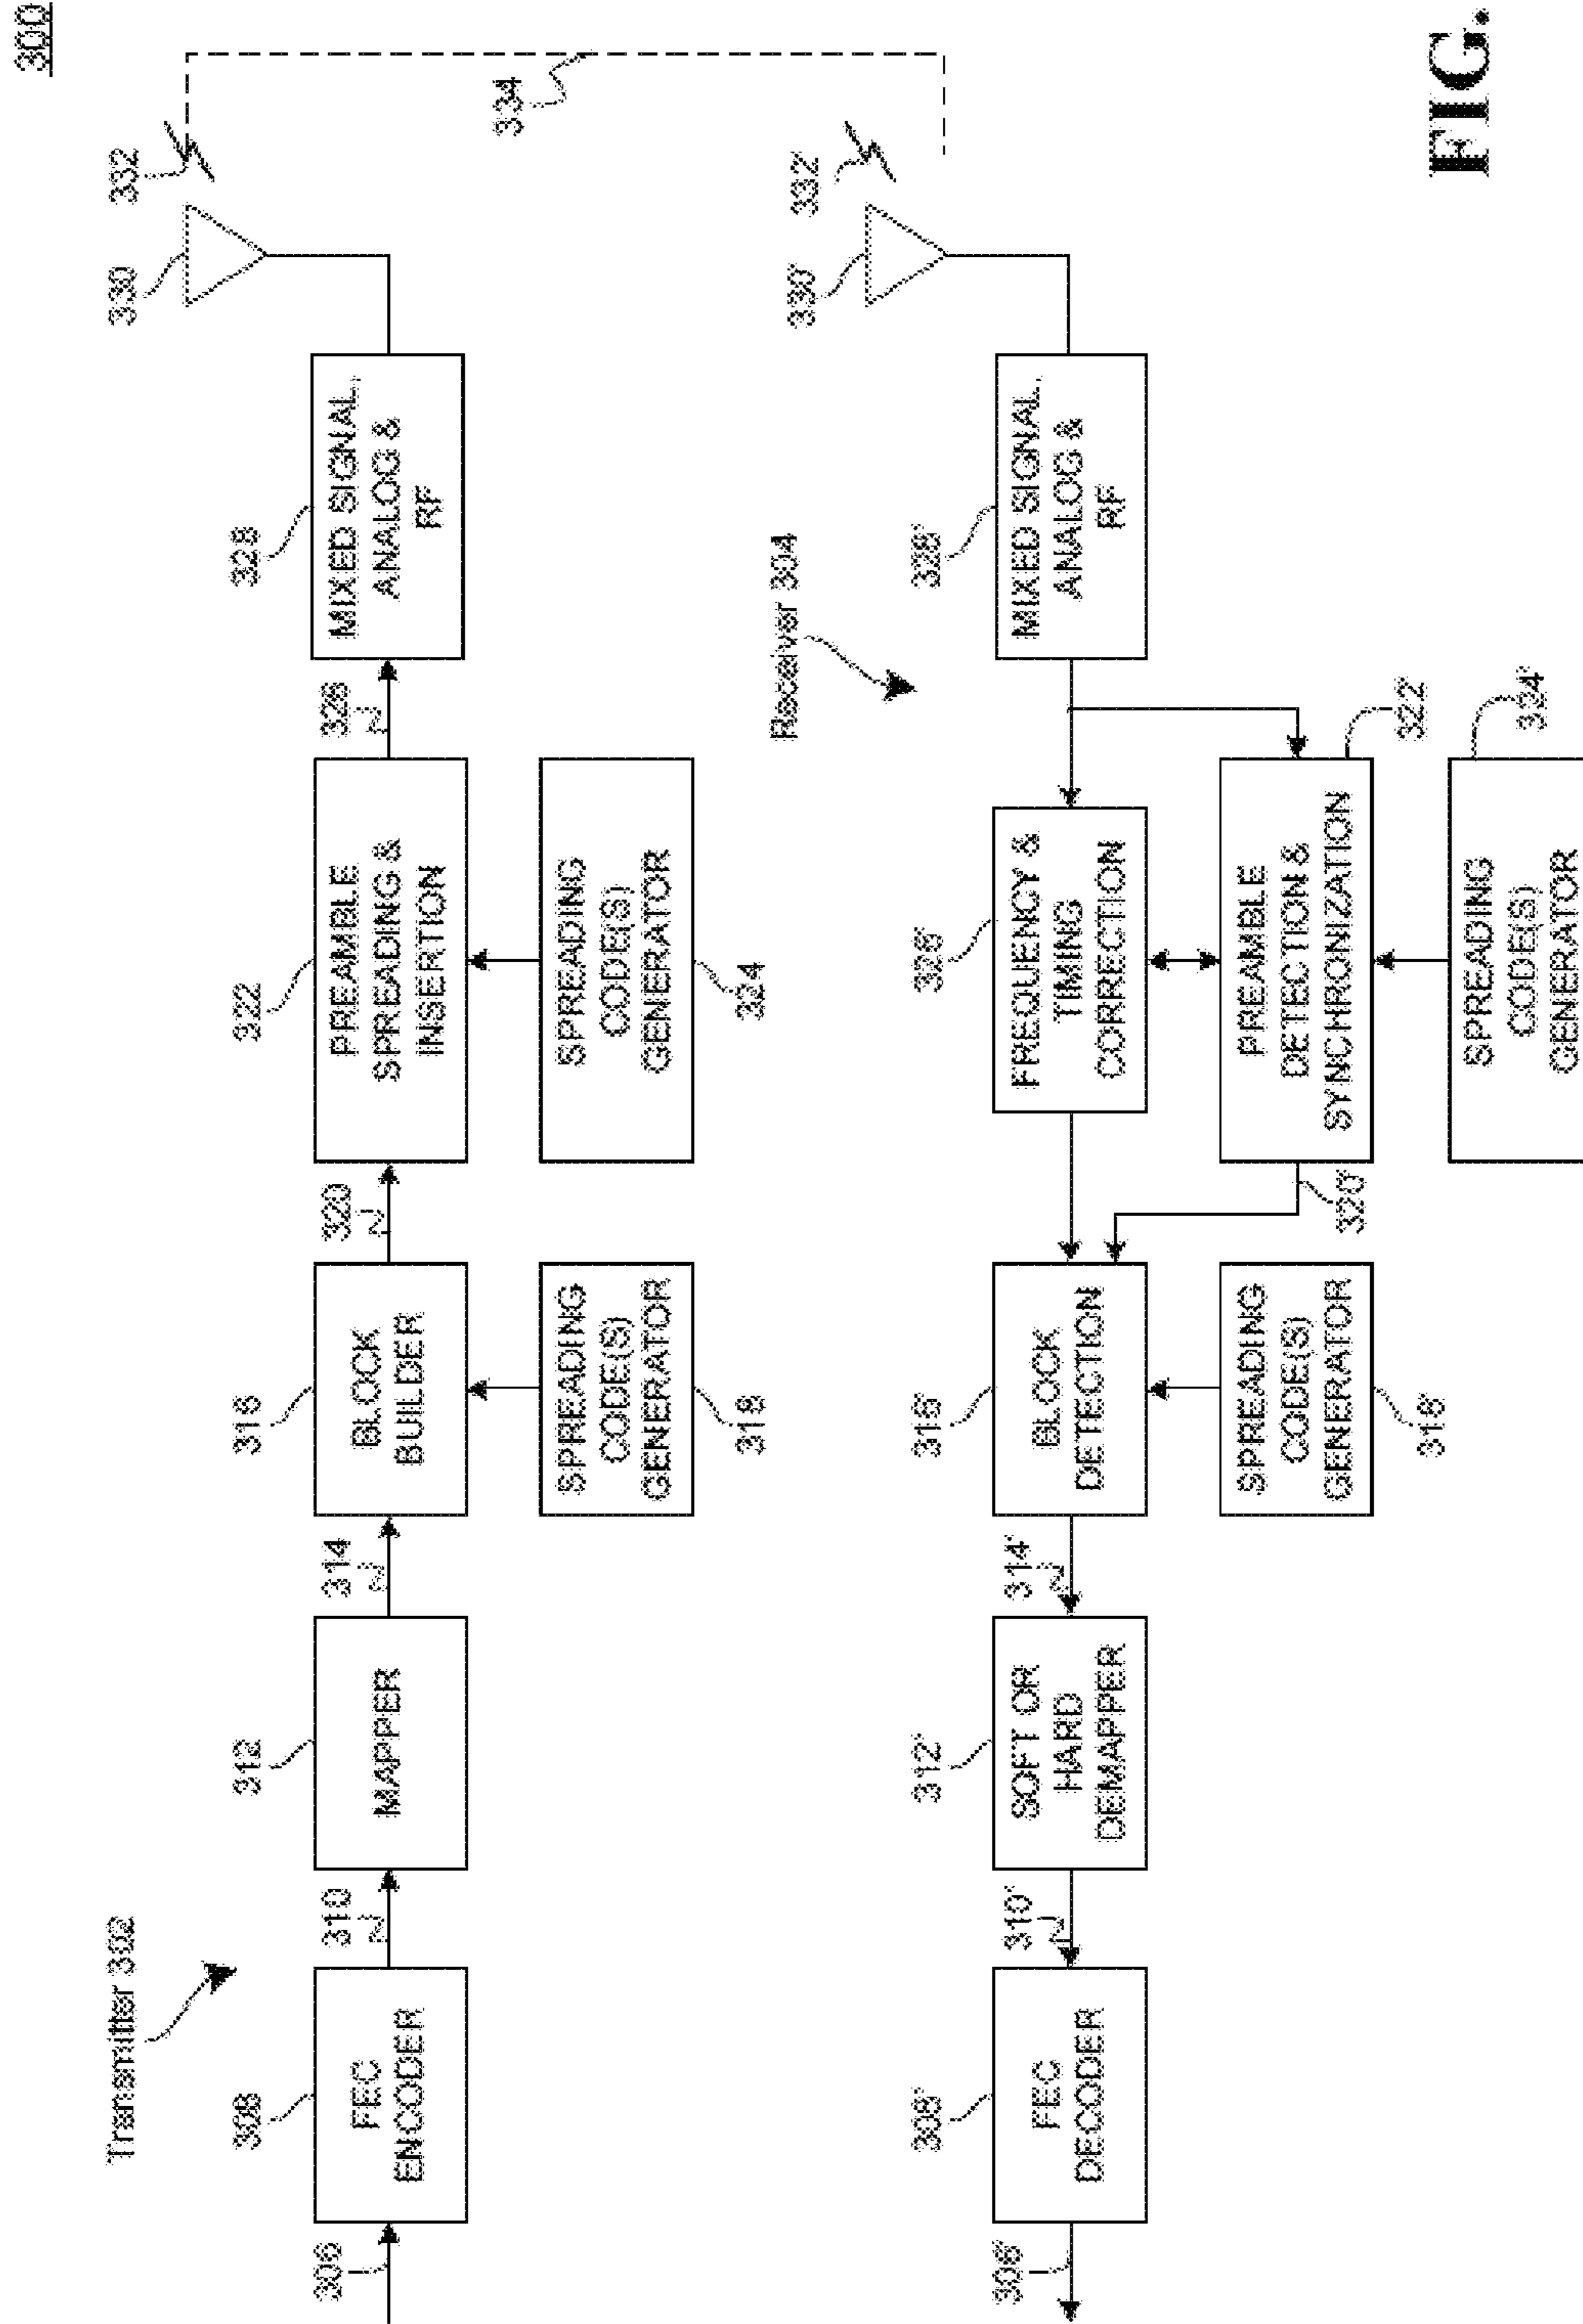 300
Transmitter 302
306
308
FEC
ENCODER
310
312
MAPPER
314
316
BLOCK
BUILDER
SPREADING
CODE(S)
GENERATOR
318
320
322
PREAMBLE
SPREADING &
INSERTION
SPREADING
CODE(S)
GENERATOR
324
326
328
MIXED SIGNAL,
ANALOG &
RF
330
332
334
Receiver 304
306'
308'
FEC
DECODER
310'
312'
SOFT OR
HARD
DEMAPPER
314'
316'
BLOCK
DETECTION
SPREADING
CODE(S)
GENERATOR
318'
320'
326'
FREQUENCY &
TIMING
CORRECTION
PREAMBLE
DETECTION &
SYNCHRONIZATION
322'
SPREADING
CODE(S)
GENERATOR
324'
328'
MIXED SIGNAL,
ANALOG &
RF
330'
332'
FIG.